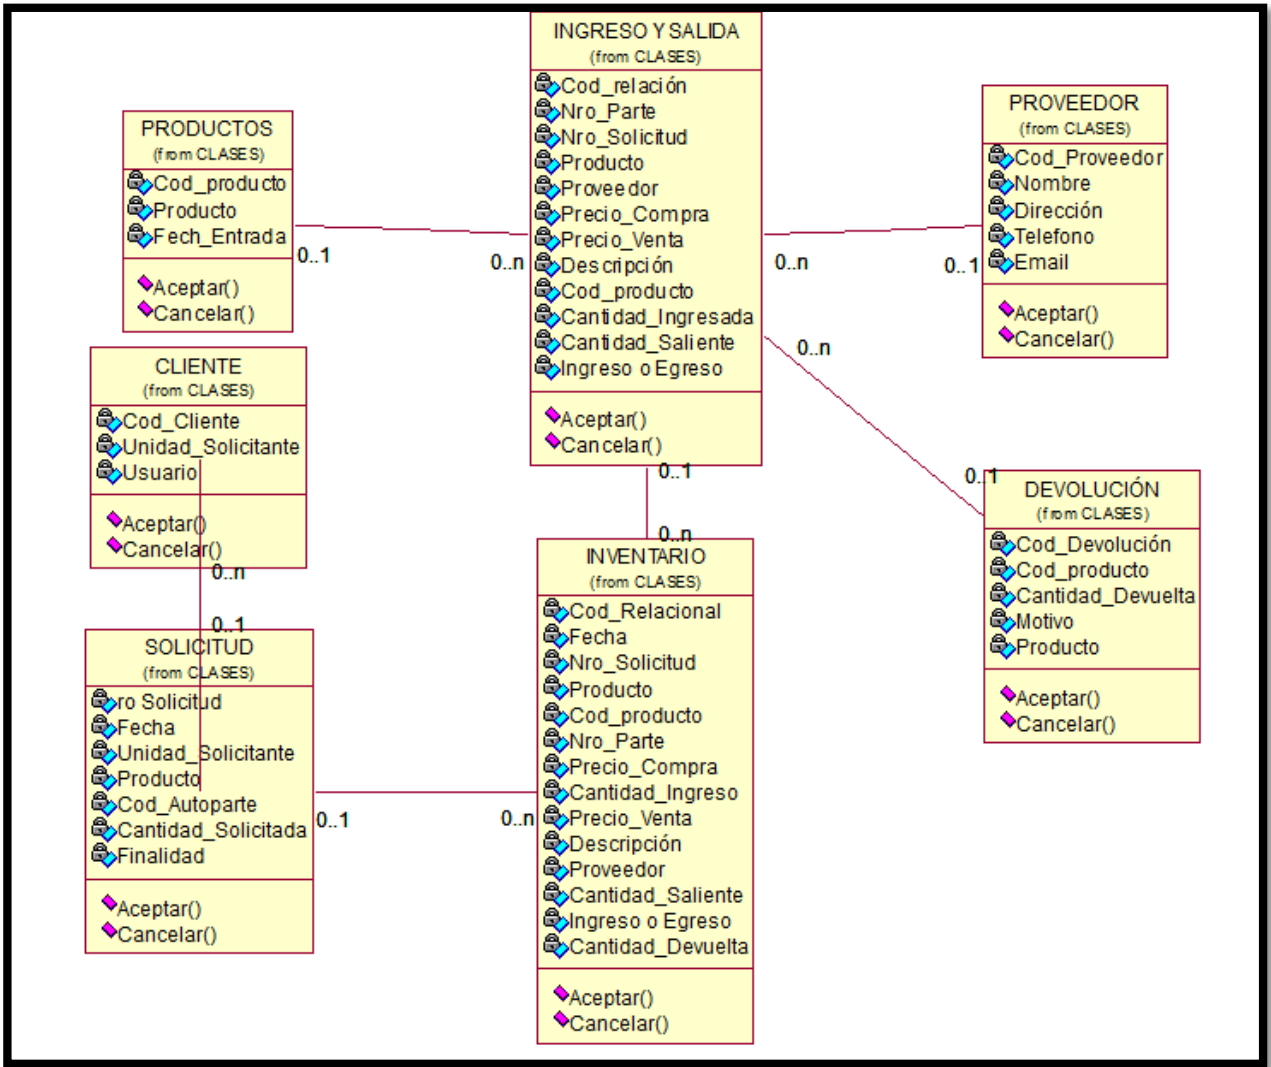 INGRESO Y SALIDA
(from CLASES)
Cod_relación
Nro_Parte
Nro_Solicitud
Producto
Proveedor
Precio_Compra
Precio_Venta
Descripción
Cod_producto
Cantidad_Ingresada
Cantidad_Saliente
Ingreso o Egreso
Aceptar()
Cancelar()
PRODUCTOS
(from CLASES)
Cod_producto
Producto
Fech_Entrada
Aceptar()
Cancelar()
0..1
0..n
PROVEEDOR
(from CLASES)
Cod_Proveedor
Nombre
Dirección
Telefono
Email
Aceptar()
Cancelar()
0..n
0..1
CLIENTE
(from CLASES)
Cod_Cliente
Unidad_Solicitante
Usuario
Aceptar()
Cancelar()
0..n
0..1
0..n
0..1
0..1
0..n
DEVOLUCIÓN
(from CLASES)
Cod_Devolución
Cod_producto
Cantidad_Devuelta
Motivo
Producto
Aceptar()
Cancelar()
INVENTARIO
(from CLASES)
Cod_Relacional
Fecha
Nro_Solicitud
Producto
Cod_producto
Nro_Parte
Precio_Compra
Cantidad_Ingreso
Precio_Venta
Descripción
Proveedor
Cantidad_Saliente
Ingreso o Egreso
Cantidad_Devuelta
Aceptar()
Cancelar()
SOLICITUD
(from CLASES)
ro Solicitud
Fecha
Unidad_Solicitante
Producto
Cod_Autoparte
Cantidad_Solicitada
Finalidad
Aceptar()
Cancelar()
0..1
0..n